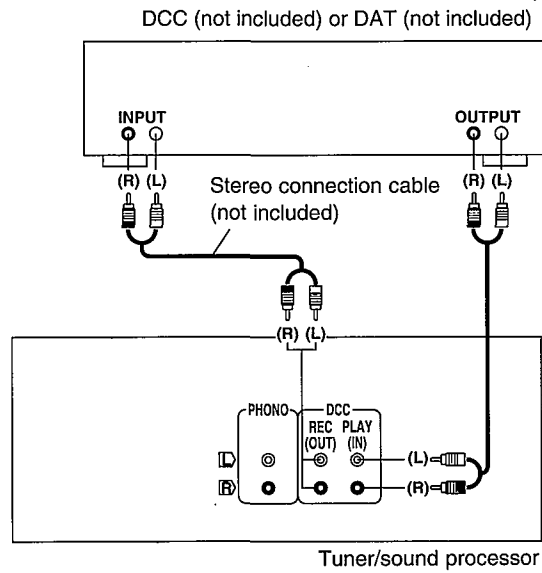 DCC (not included) or DAT (not included)
INPUT OUTPUT
(R) (L) (R) (L)
Stereo connection cable
(not included)
(R) (L)
PHONO DCC
REC PLAY
(OUT) (IN)
L (L)
R (R)
Tuner/sound processor